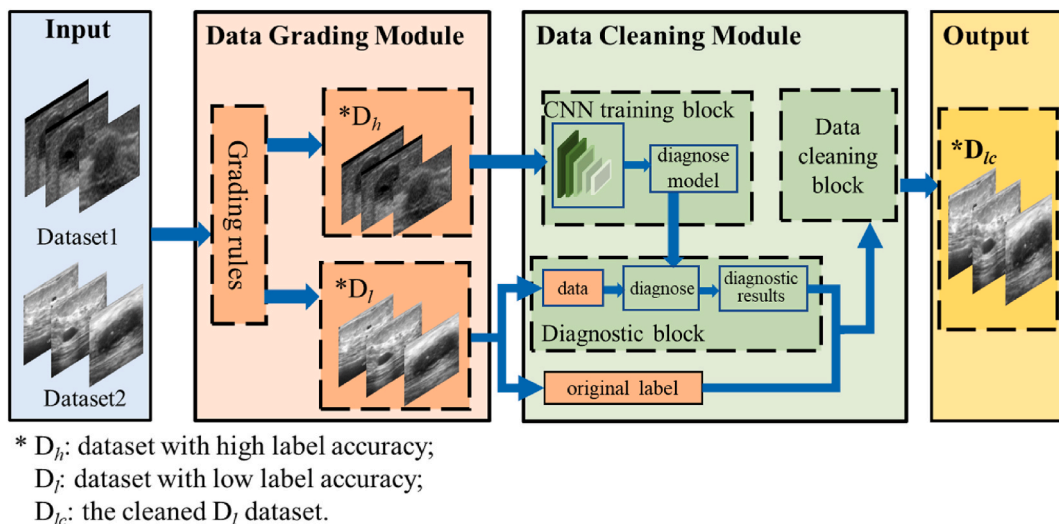 Input
Dataset1
Dataset2
Data Grading Module
Grading rules
*Dh
*Dl
Data Cleaning Module
CNN training block
diagnose
model
data
diagnose
diagnostic
results
Diagnostic block
original label
Data
cleaning
block
Output
*Dlc
* Dh: dataset with high label accuracy;
Dl: dataset with low label accuracy;
Dlc: the cleaned Dl dataset.